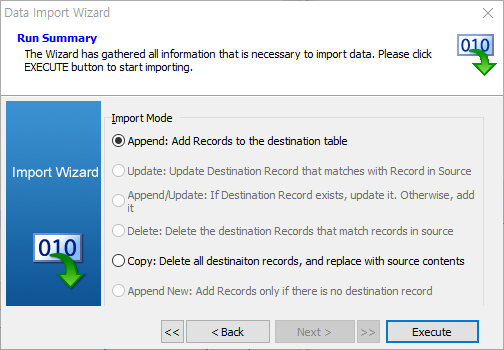 Data Import Wizard
Run Summary
The Wizard has gathered all information that is necessary to import data. Please click
EXECUTE button to start importing.
010
Import Wizard
010
Import Mode
Append: Add Records to the destination table
Update: Update Destination Record that matches with Record in Source
Append/Update: If Destination Record exists, update it. Otherwise, add
it
Delete: Delete the destination Records that match records in source
Copy: Delete all destinaiton records, and replace with source contents
Append New: Add Records only if there is no destination record
<< < Back Next > >> Execute